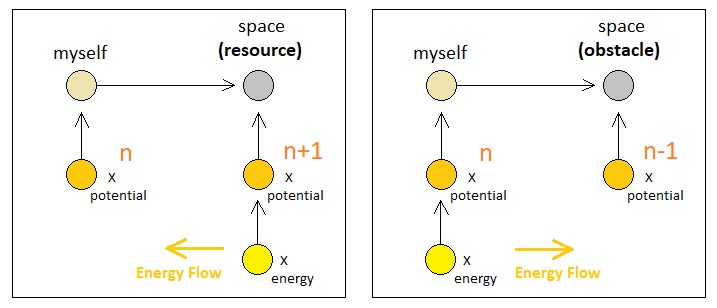 myself
space
(resource)
n
n+1
x
potential
x
potential
Energy Flow
x
energy
myself
space
(obstacle)
n
n-1
x
potential
x
potential
x
energy
Energy Flow